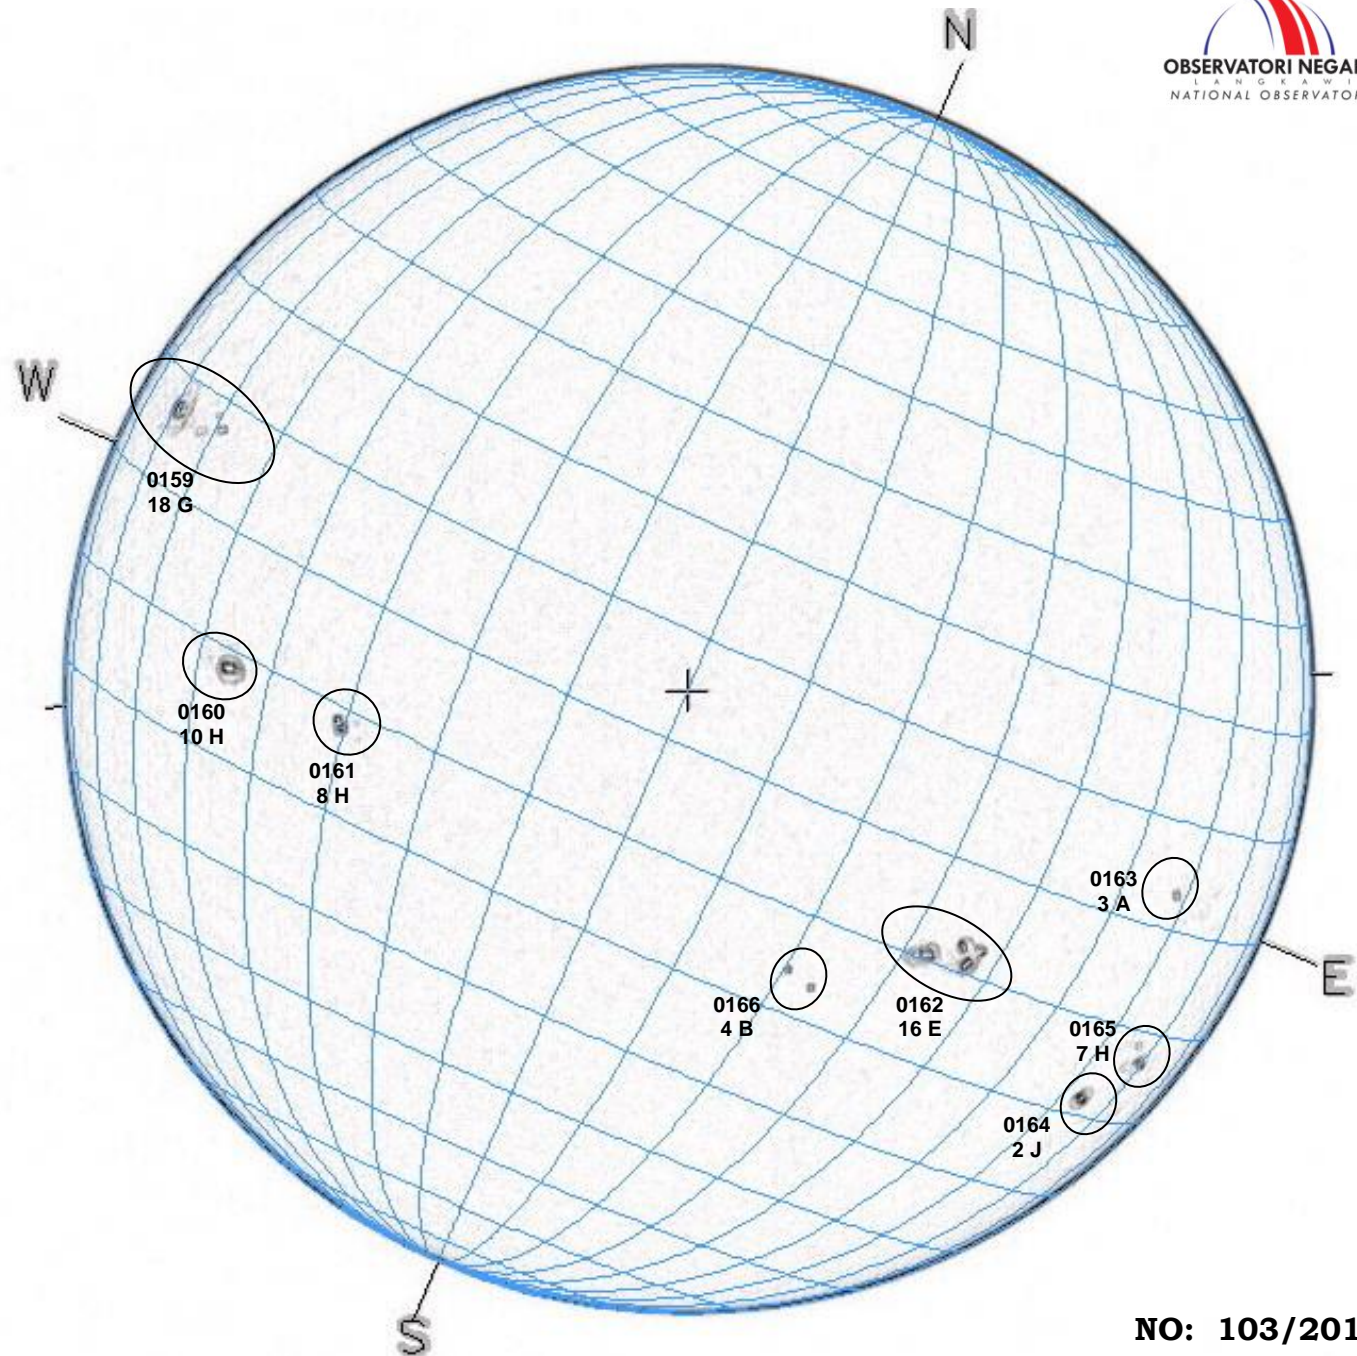 N
OBSERVATORI NEGA
LANGKAWI
NATIONAL OBSERVATO
W
0159
18 G
0160
10 H
0161
8 H
0163
3 A
E
0166
4 B
0162
16 E
0165
7 H
0164
2 J
S
NO: 103/201